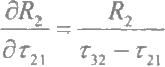 ∂R₂/∂τ₂₁ = R₂/(τ₃₂ − τ₂₁)